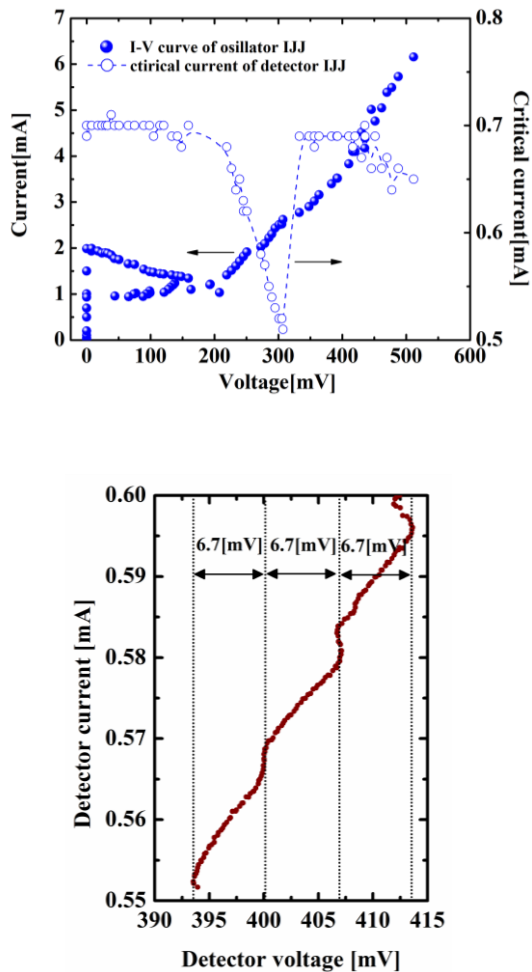 I-V curve of osillator IJJ
ctirical current of detector IJJ
7
6
5
4
3
2
1
0
Current[mA]
0.8
0.7
0.6
0.5
Critical current[mA]
0 100 200 300 400 500 600
Voltage[mV]
0.60
0.59
0.58
0.57
0.56
0.55
Detector current [mA]
6.7[mV] 6.7[mV] 6.7[mV]
390 395 400 405 410 415
Detector voltage [mV]